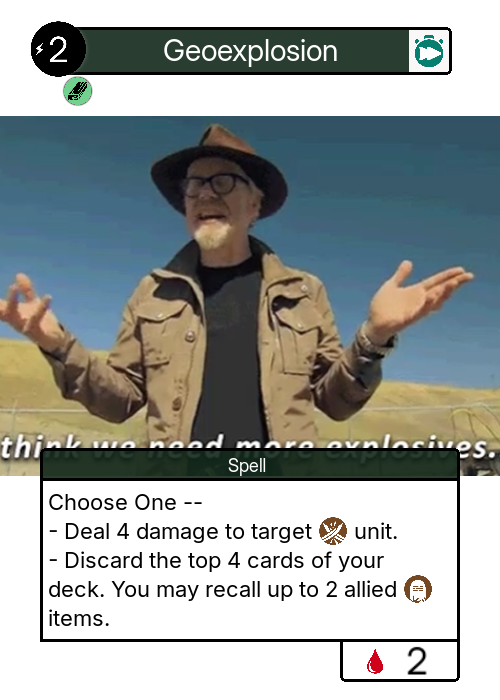 2
Geoexplosion
think we need more explosives.
Spell
Choose One --
- Deal 4 damage to target unit.
- Discard the top 4 cards of your
deck. You may recall up to 2 allied
items.
2